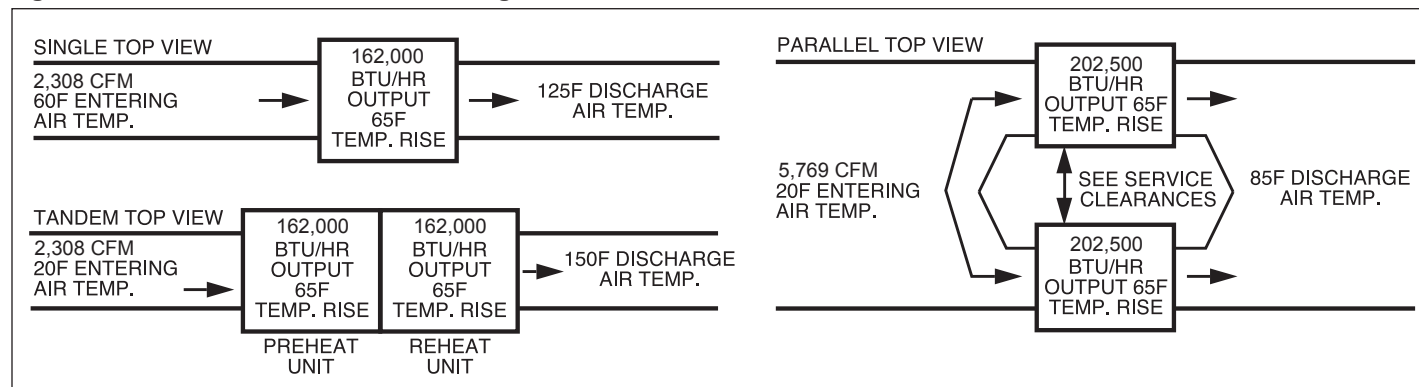 SINGLE TOP VIEW
2,308 CFM
60F ENTERING
AIR TEMP.
162,000
BTU/HR
OUTPUT
65F
TEMP. RISE
125F DISCHARGE
AIR TEMP.
TANDEM TOP VIEW
2,308 CFM
20F ENTERING
AIR TEMP.
162,000
BTU/HR
OUTPUT
65F
TEMP. RISE
PREHEAT
UNIT
162,000
BTU/HR
OUTPUT
65F
TEMP. RISE
REHEAT
UNIT
150F DISCHARGE
AIR TEMP.
PARALLEL TOP VIEW
5,769 CFM
20F ENTERING
AIR TEMP.
202,500
BTU/HR
OUTPUT 65F
TEMP. RISE
SEE SERVICE
CLEARANCES
202,500
BTU/HR
OUTPUT 65F
TEMP. RISE
85F DISCHARGE
AIR TEMP.